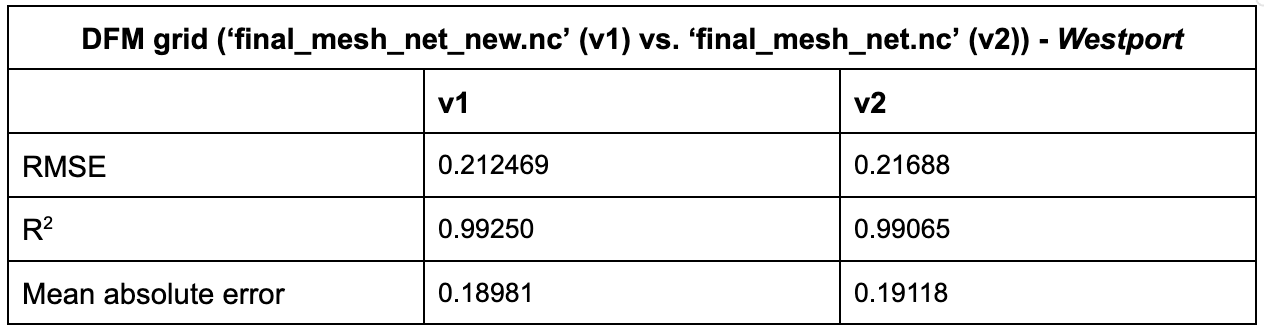 DFM grid (‘final_mesh_net_new.nc’ (v1) vs. ‘final_mesh_net.nc’ (v2)) - Westport
v1 v2
RMSE 0.212469 0.21688
R² 0.99250 0.99065
Mean absolute error 0.18981 0.19118